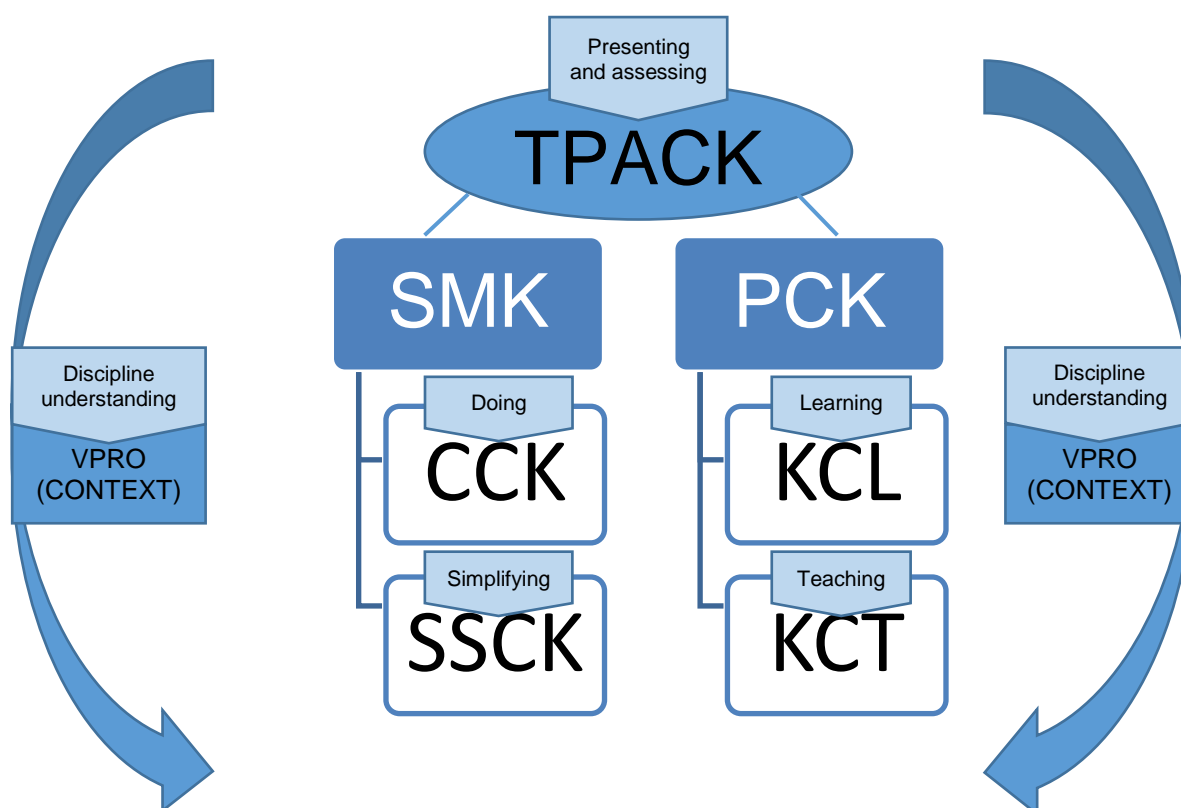 Presenting
and assessing
TPACK
SMK
PCK
Discipline
understanding
VPRO
(CONTEXT)
Doing
CCK
Learning
KCL
Discipline
understanding
VPRO
(CONTEXT)
Simplifying
SSCK
Teaching
KCT